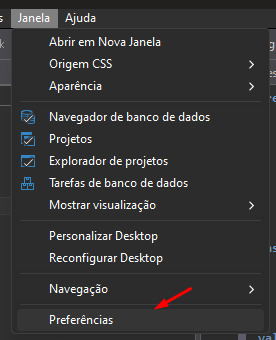 Janela Ajuda
Abrir em Nova Janela
Origem CSS
Aparência
Navegador de banco de dados
Projetos
Explorador de projetos
Tarefas de banco de dados
Mostrar visualização
Personalizar Desktop
Reconfigurar Desktop
Navegação
Preferências